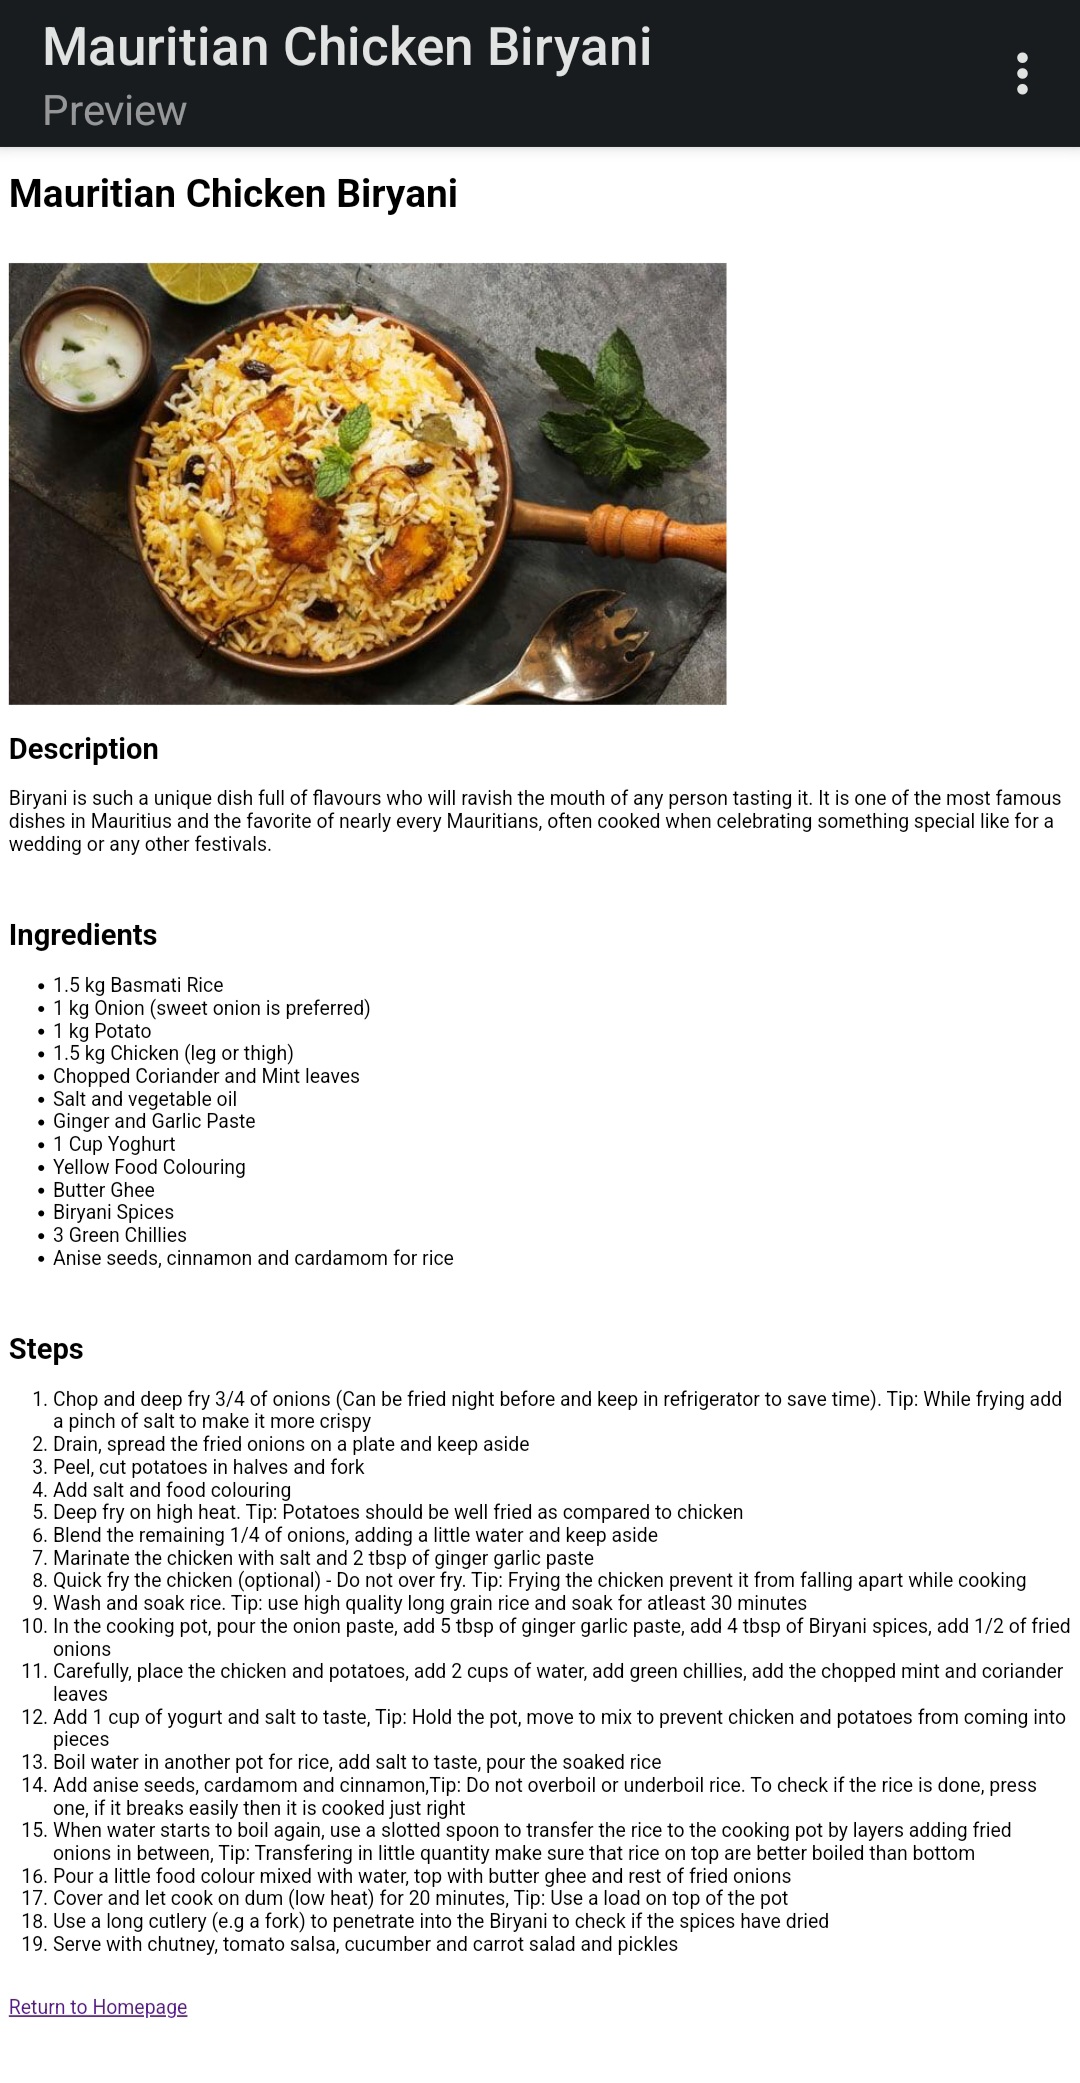 Mauritian Chicken Biryani
Preview
Mauritian Chicken Biryani
Description
Biryani is such a unique dish full of flavours who will ravish the mouth of any person tasting it. It is one of the most famous
dishes in Mauritius and the favorite of nearly every Mauritians, often cooked when celebrating something special like for a
wedding or any other festivals.
Ingredients
• 1.5 kg Basmati Rice
• 1 kg Onion (sweet onion is preferred)
• 1 kg Potato
• 1.5 kg Chicken (leg or thigh)
• Chopped Coriander and Mint leaves
• Salt and vegetable oil
• Ginger and Garlic Paste
• 1 Cup Yoghurt
• Yellow Food Colouring
• Butter Ghee
• Biryani Spices
• 3 Green Chillies
• Anise seeds, cinnamon and cardamom for rice
Steps
1. Chop and deep fry 3/4 of onions (Can be fried night before and keep in refrigerator to save time). Tip: While frying add
a pinch of salt to make it more crispy
2. Drain, spread the fried onions on a plate and keep aside
3. Peel, cut potatoes in halves and fork
4. Add salt and food colouring
5. Deep fry on high heat. Tip: Potatoes should be well fried as compared to chicken
6. Blend the remaining 1/4 of onions, adding a little water and keep aside
7. Marinate the chicken with salt and 2 tbsp of ginger garlic paste
8. Quick fry the chicken (optional) - Do not over fry. Tip: Frying the chicken prevent it from falling apart while cooking
9. Wash and soak rice. Tip: use high quality long grain rice and soak for atleast 30 minutes
10. In the cooking pot, pour the onion paste, add 5 tbsp of ginger garlic paste, add 4 tbsp of Biryani spices, add 1/2 of fried
onions
11. Carefully, place the chicken and potatoes, add 2 cups of water, add green chillies, add the chopped mint and coriander
leaves
12. Add 1 cup of yogurt and salt to taste, Tip: Hold the pot, move to mix to prevent chicken and potatoes from coming into
pieces
13. Boil water in another pot for rice, add salt to taste, pour the soaked rice
14. Add anise seeds, cardamom and cinnamon,Tip: Do not overboil or underboil rice. To check if the rice is done, press
one, if it breaks easily then it is cooked just right
15. When water starts to boil again, use a slotted spoon to transfer the rice to the cooking pot by layers adding fried
onions in between, Tip: Transfering in little quantity make sure that rice on top are better boiled than bottom
16. Pour a little food colour mixed with water, top with butter ghee and rest of fried onions
17. Cover and let cook on dum (low heat) for 20 minutes, Tip: Use a load on top of the pot
18. Use a long cutlery (e.g a fork) to penetrate into the Biryani to check if the spices have dried
19. Serve with chutney, tomato salsa, cucumber and carrot salad and pickles
Return to Homepage